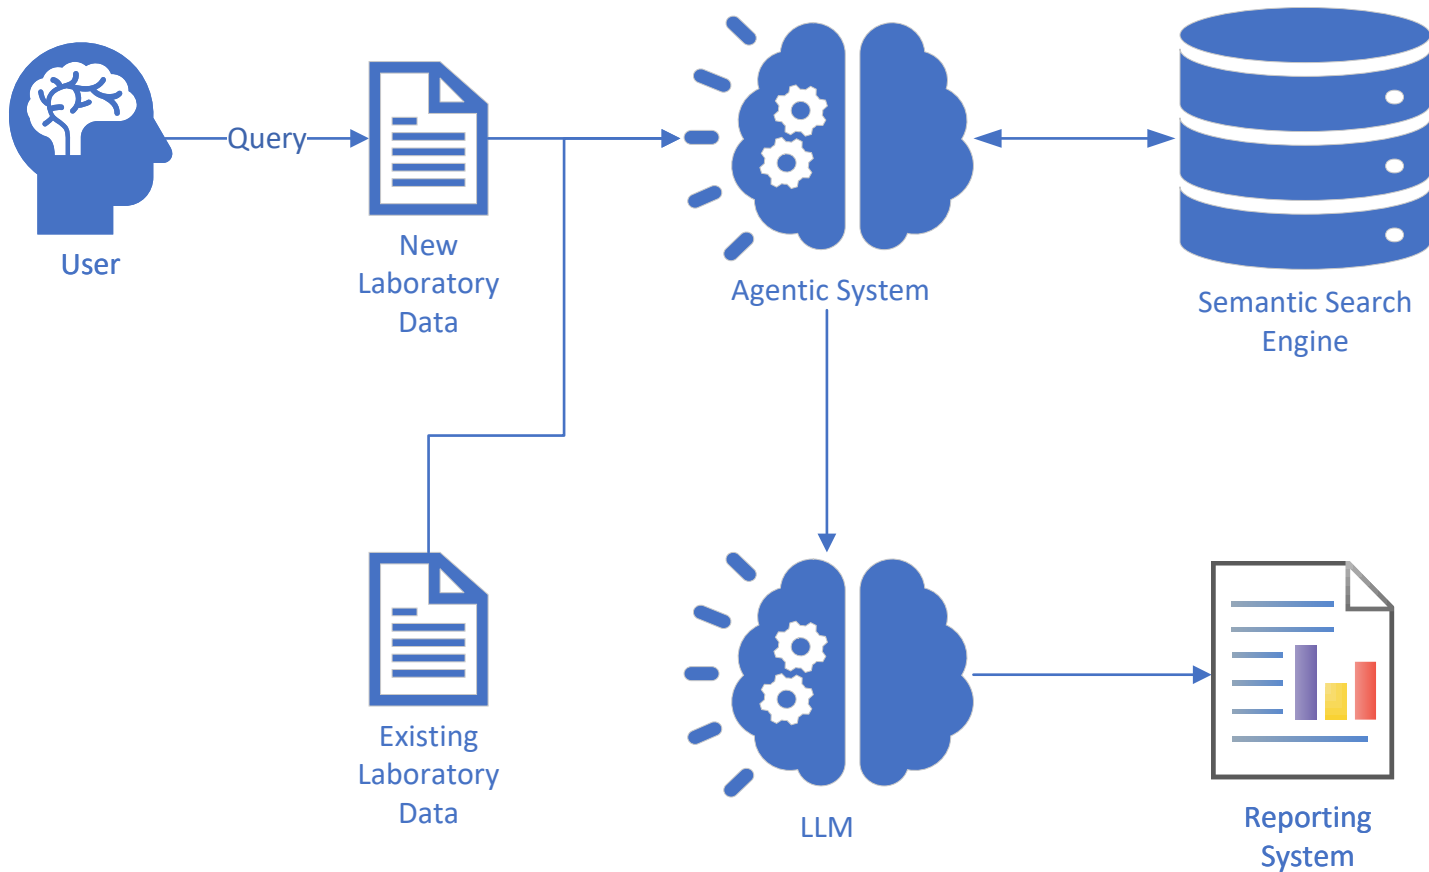 Query
User
New
Laboratory
Data
Agentic System
Semantic Search
Engine
Existing
Laboratory
Data
LLM
Reporting
System